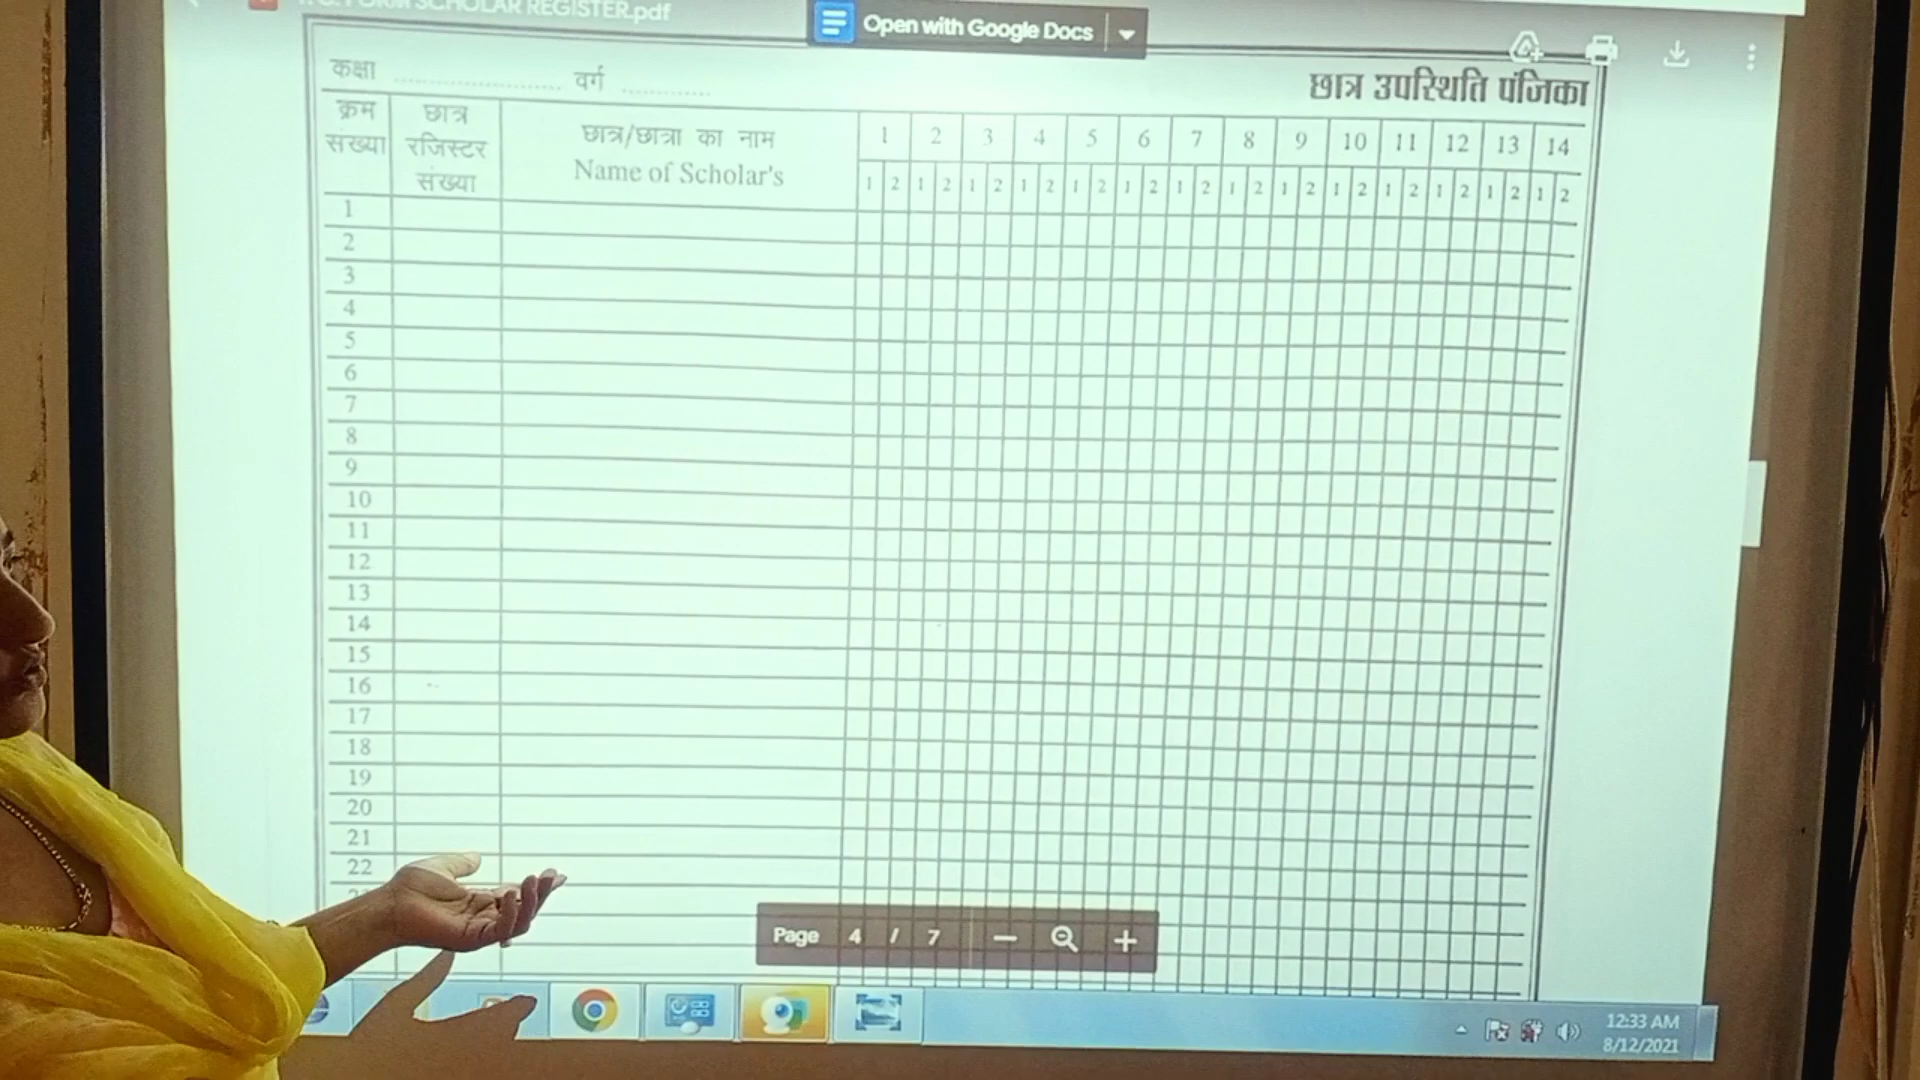 FORM SCHOLAR REGISTER.pdf
Open with Google Docs
कक्षा .................... वर्ग ............
छात्र उपस्थिति पंजिका
क्रम संख्या
छात्र रजिस्टर संख्या
छात्र/छात्रा का नाम
Name of Scholar's
1 2 3 4 5 6 7 8 9 10 11 12 13 14
1 2 1 2 1 2 1 2 1 2 1 2 1 2 1 2 1 2 1 2 1 2 1 2 1 2 1 2
1
2
3
4
5
6
7
8
9
10
11
12
13
14
15
16
17
18
19
20
21
22
Page 4 / 7
12:33 AM
8/12/2021